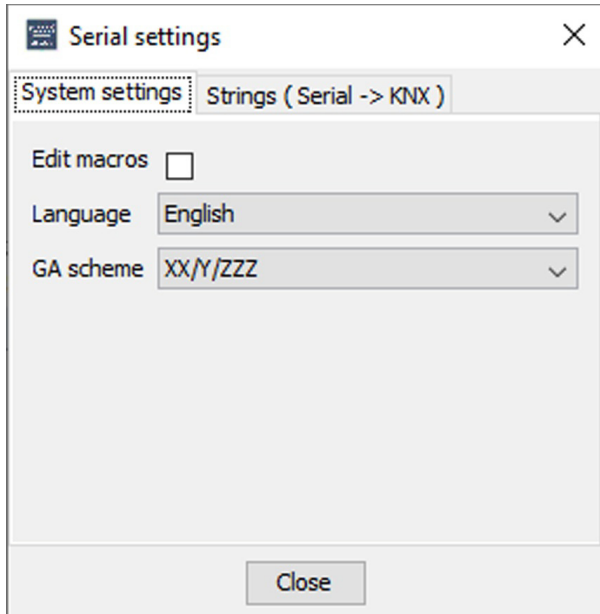 Serial settings
System settings Strings ( Serial -> KNX )
Edit macros
Language English
GA scheme XX/Y/ZZZ
Close